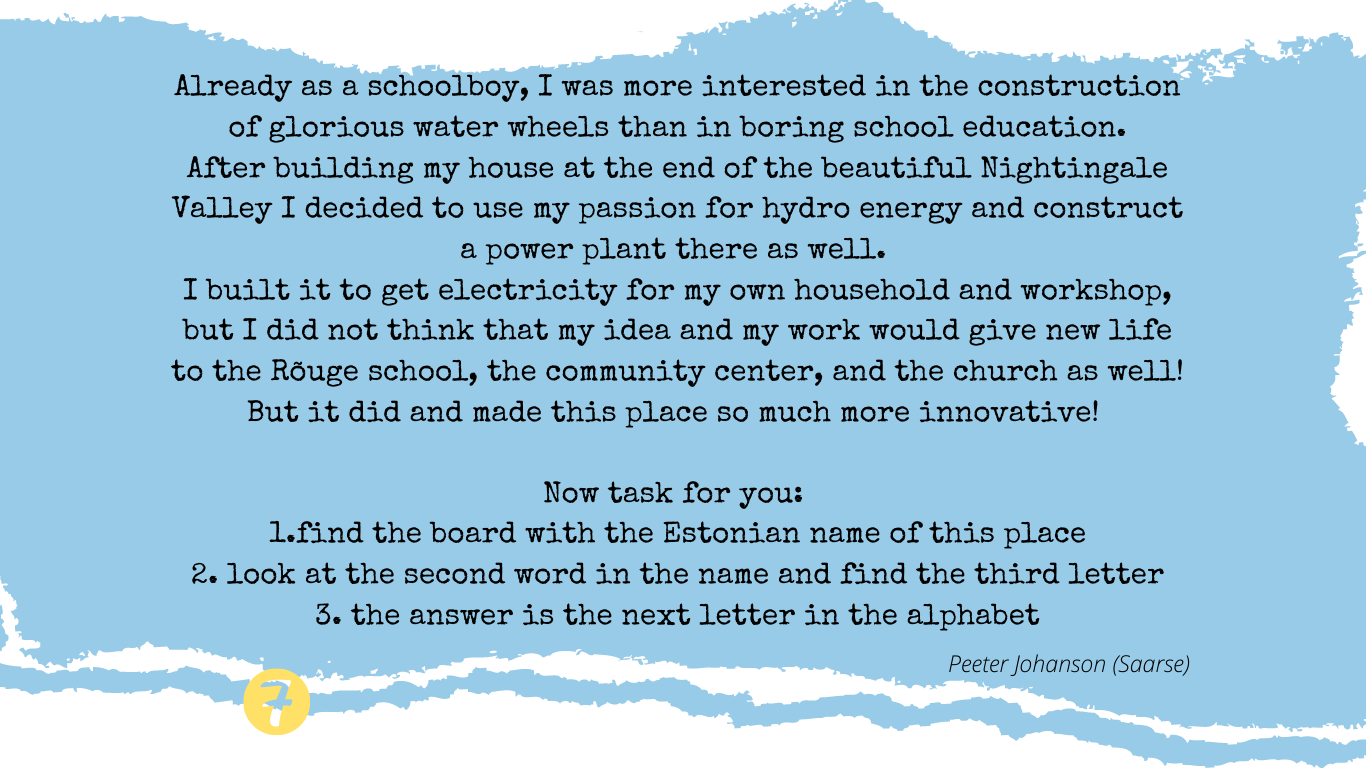 Already as a schoolboy, I was more interested in the construction
of glorious water wheels than in boring school education.
After building my house at the end of the beautiful Nightingale
Valley I decided to use my passion for hydro energy and construct
a power plant there as well.
I built it to get electricity for my own household and workshop,
but I did not think that my idea and my work would give new life
to the Rõuge school, the community center, and the church as well!
But it did and made this place so much more innovative!
Now task for you:
1.find the board with the Estonian name of this place
2. look at the second word in the name and find the third letter
3. the answer is the next letter in the alphabet
Peeter Johanson (Saarse)
7